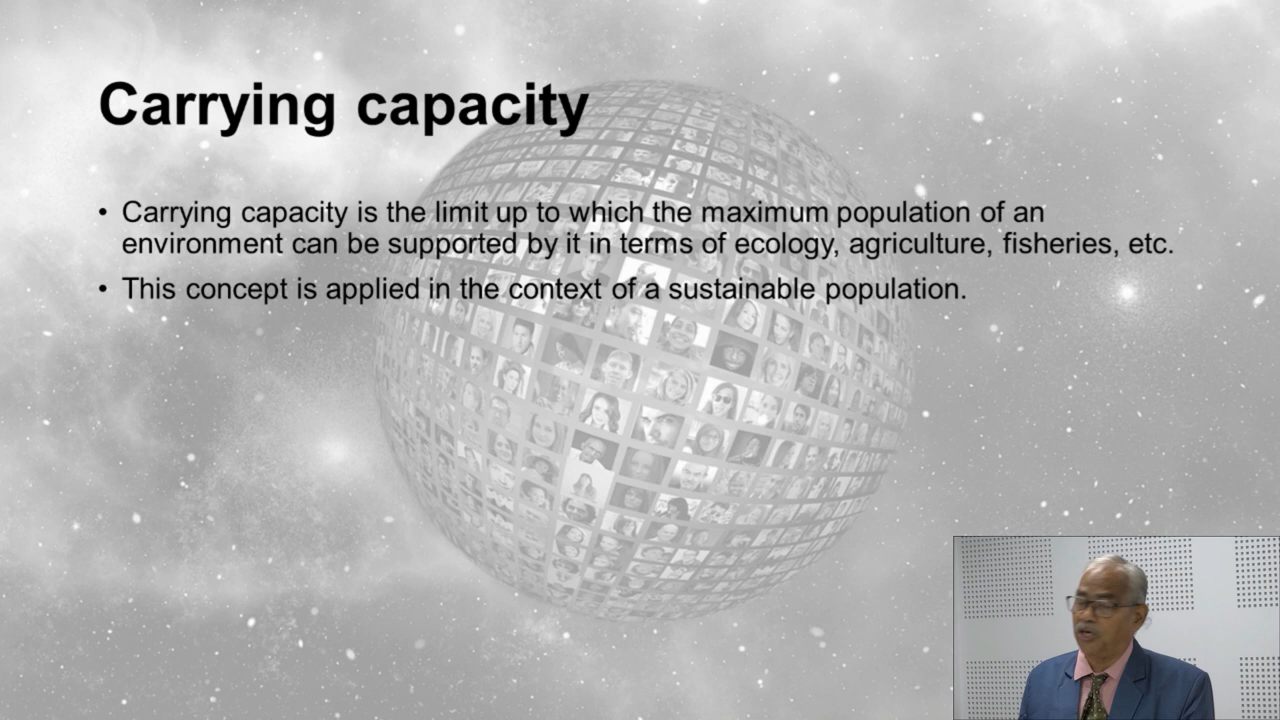 Carrying capacity
• Carrying capacity is the limit up to which the maximum population of an
environment can be supported by it in terms of ecology, agriculture, fisheries, etc.
• This concept is applied in the context of a sustainable population.